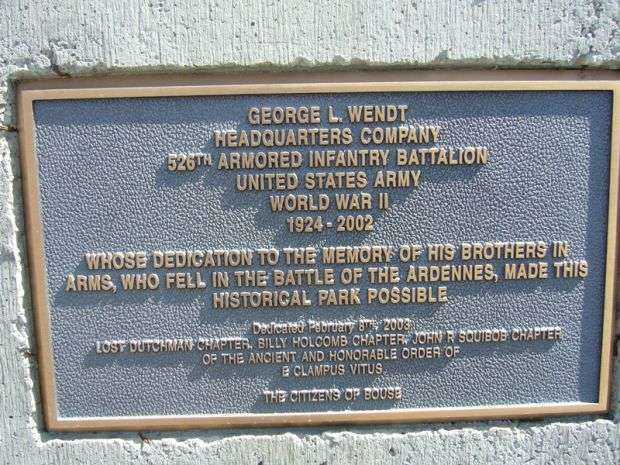 GEORGE L. WENDT
HEADQUARTERS COMPANY
526TH ARMORED INFANTRY BATTALION
UNITED STATES ARMY
WORLD WAR II
1924 - 2002
WHOSE DEDICATION TO THE MEMORY OF HIS BROTHERS IN
ARMS, WHO FELL IN THE BATTLE OF THE ARDENNES, MADE THIS
HISTORICAL PARK POSSIBLE
Dedicated February 8TH, 2003
LOST DUTCHMAN CHAPTER, BILLY HOLCOMB CHAPTER, JOHN P. SQUIBOB CHAPTER
OF THE ANCIENT AND HONORABLE ORDER OF
E CLAMPUS VITUS
THE CITIZENS OF BOUSE